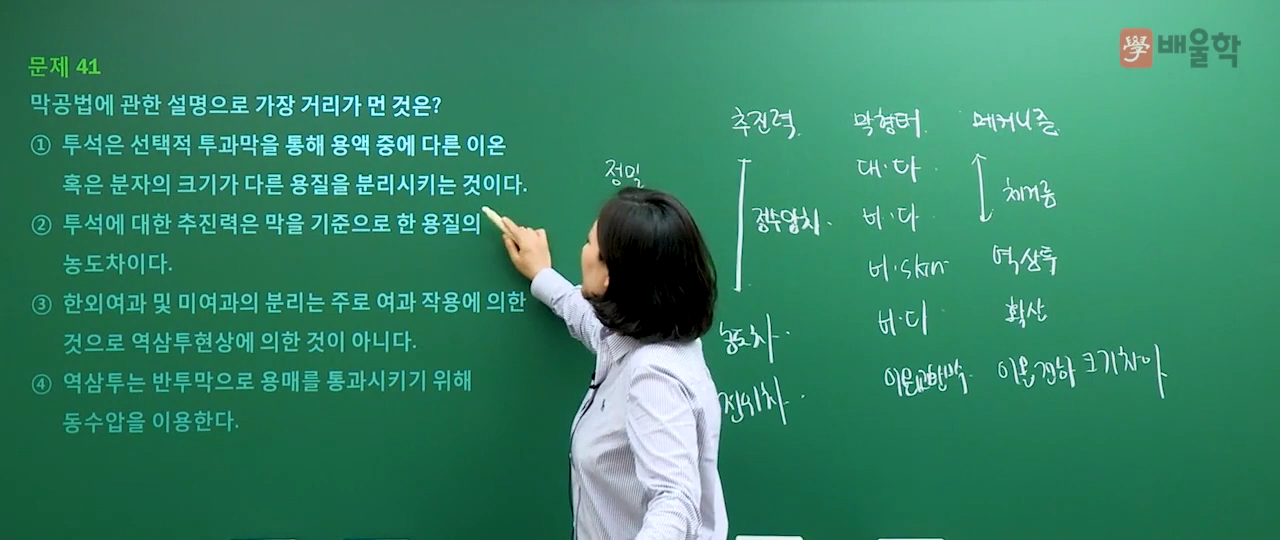 學 배울학
문제 41
막공법에 관한 설명으로 가장 거리가 먼 것은?
① 투석은 선택적 투과막을 통해 용액 중에 다른 이온
혹은 분자의 크기가 다른 용질을 분리시키는 것이다.
② 투석에 대한 추진력은 막을 기준으로 한 용질의
농도차이다.
③ 한외여과 및 미여과의 분리는 주로 여과 작용에 의한
것으로 역삼투현상에 의한 것이 아니다.
④ 역삼투는 반투막으로 용매를 통과시키기 위해
동수압을 이용한다.
추진력 막형태 메커니즘
정밀 대·다
정수압차 비·다 체거름
비·skin 역삼투
농도차 비·다 확산
전위차 이온교환막 이온전하 크기차이